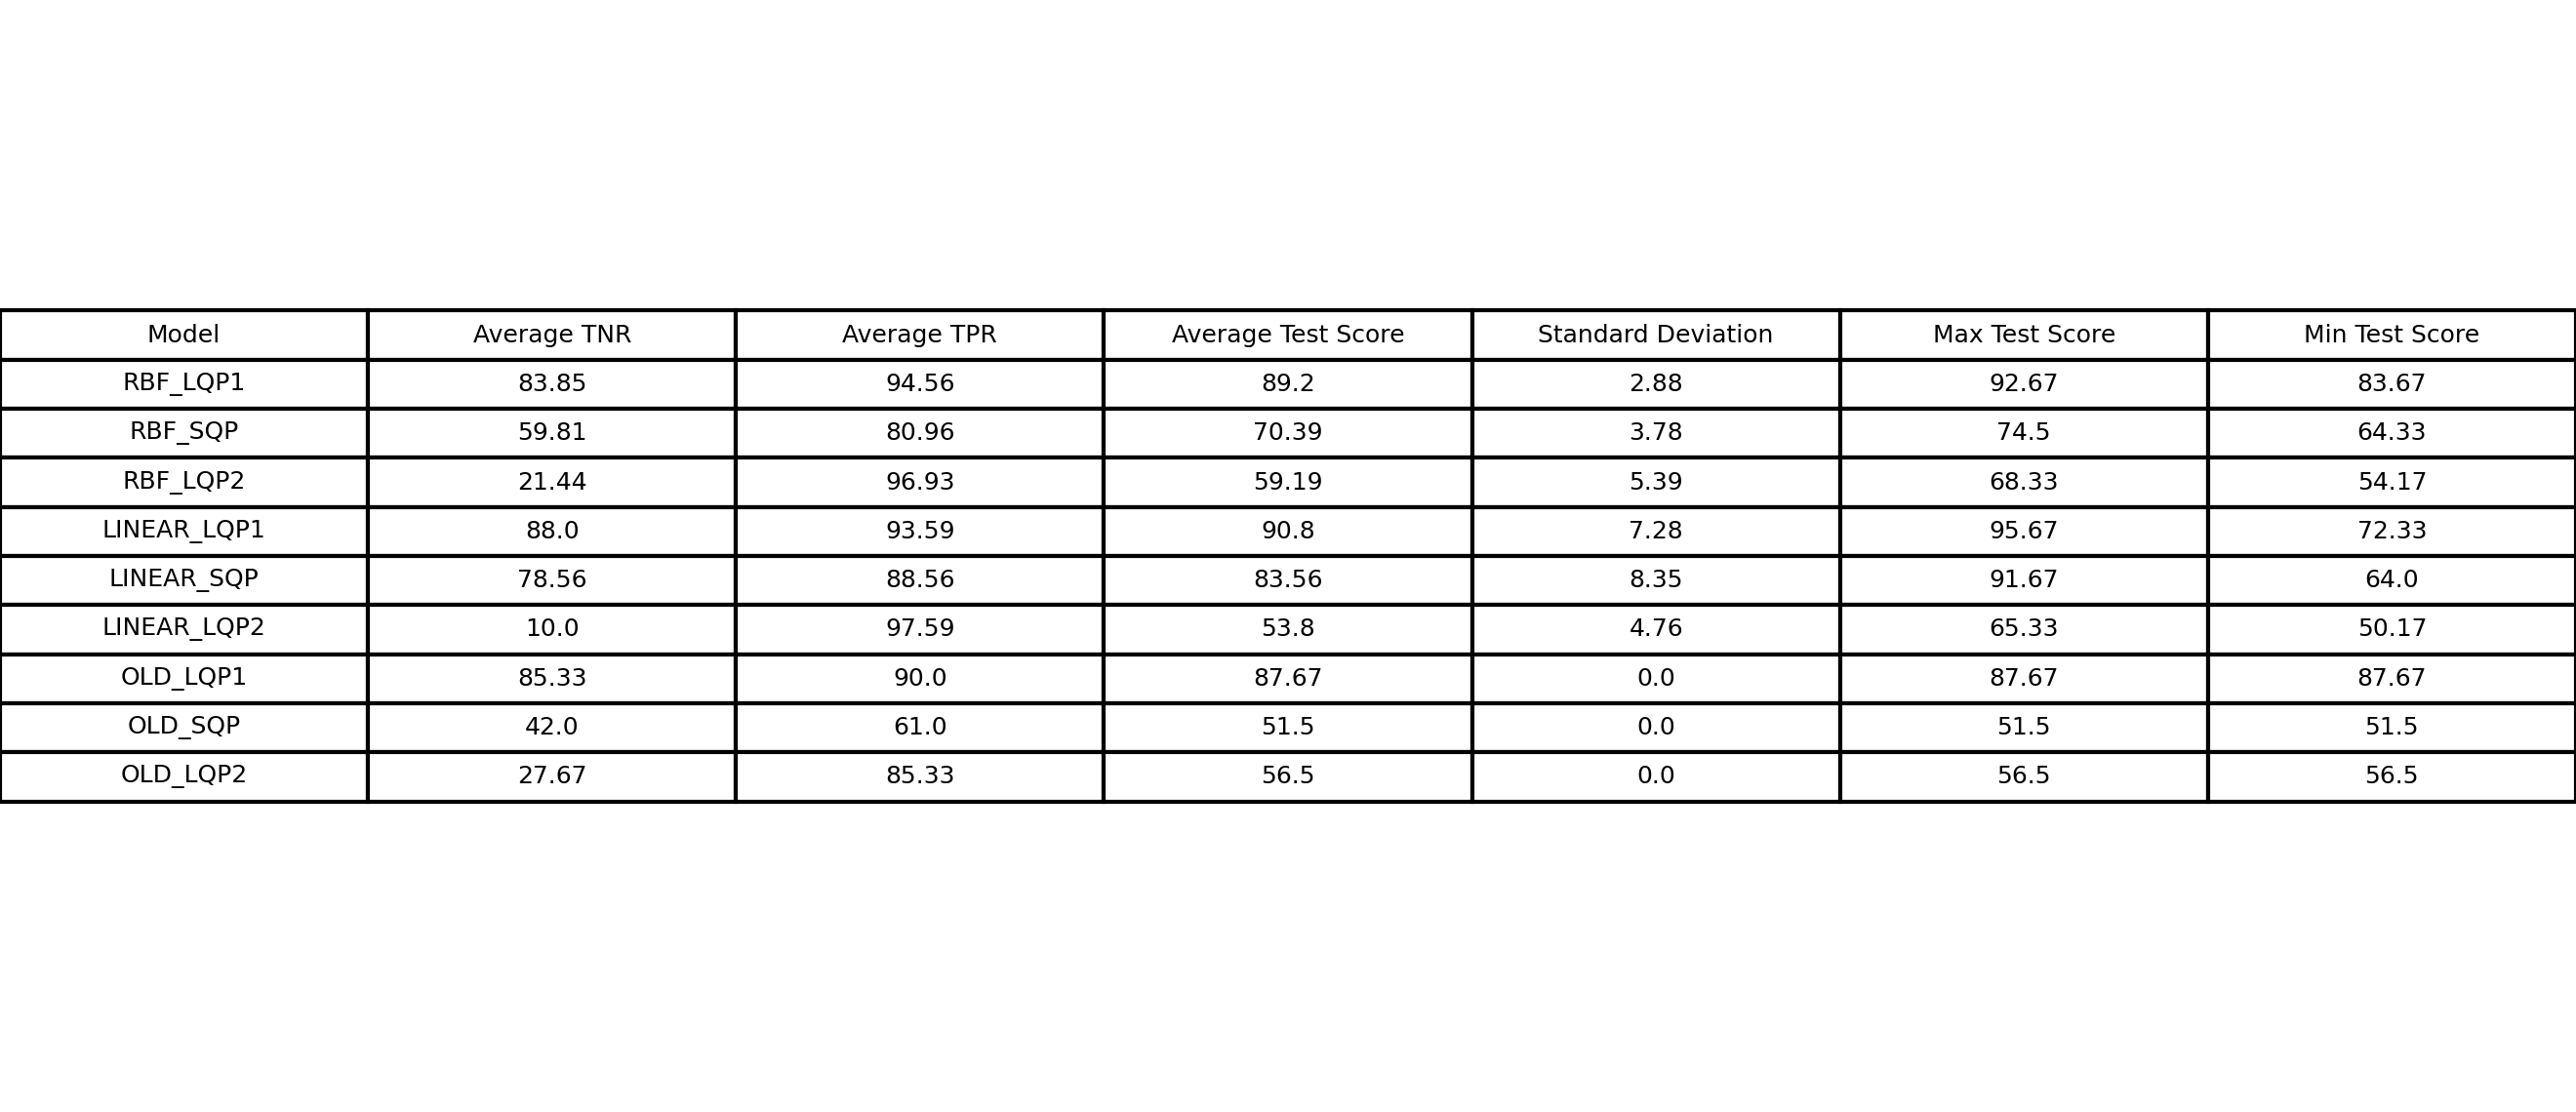 Model Average TNR Average TPR Average Test Score Standard Deviation Max Test Score Min Test Score
RBF_LQP1 83.85 94.56 89.2 2.88 92.67 83.67
RBF_SQP 59.81 80.96 70.39 3.78 74.5 64.33
RBF_LQP2 21.44 96.93 59.19 5.39 68.33 54.17
LINEAR_LQP1 88.0 93.59 90.8 7.28 95.67 72.33
LINEAR_SQP 78.56 88.56 83.56 8.35 91.67 64.0
LINEAR_LQP2 10.0 97.59 53.8 4.76 65.33 50.17
OLD_LQP1 85.33 90.0 87.67 0.0 87.67 87.67
OLD_SQP 42.0 61.0 51.5 0.0 51.5 51.5
OLD_LQP2 27.67 85.33 56.5 0.0 56.5 56.5